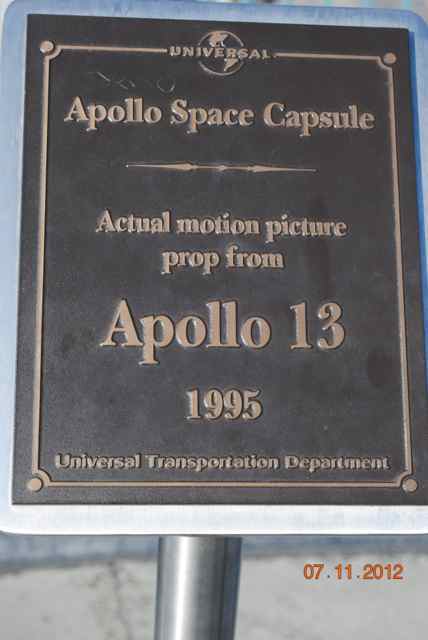 UNIVERSAL
Apollo Space Capsule
Actual motion picture
prop from
Apollo 13
1995
Universal Transportation Department
07.11.2012